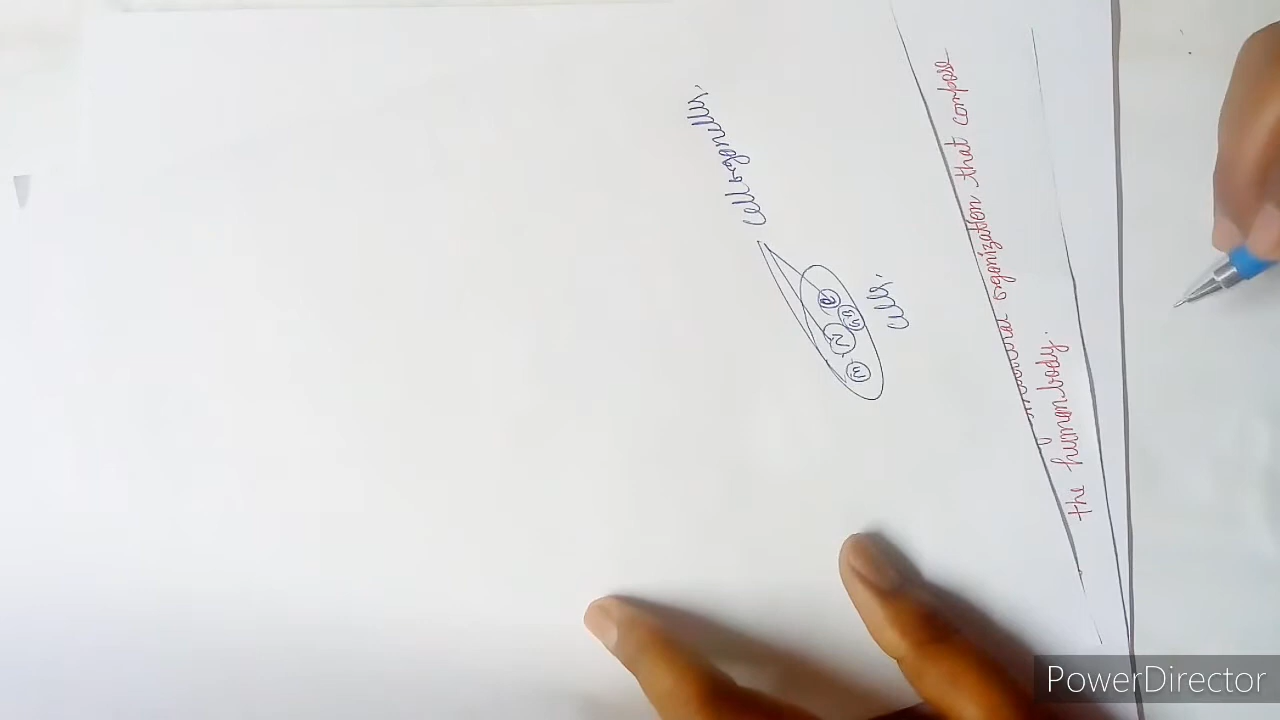 organization that compose
the human body.
cells.
Cell organelles.
M
N
PowerDirector